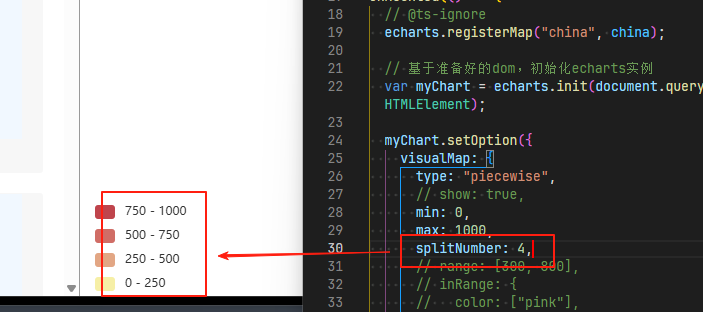 18 // @ts-ignore
19 echarts.registerMap("china", china);
20
21 // 基于准备好的dom，初始化echarts实例
22 var myChart = echarts.init(document.query
HTMLElement);
23
24 myChart.setOption({
25 visualMap: {
26 type: "piecewise",
27 // show: true,
28 min: 0,
29 max: 1000,
30 splitNumber: 4,
31 // range: [300, 800],
32 // inRange: {
33 // color: ["pink"],
750 - 1000
500 - 750
250 - 500
0 - 250